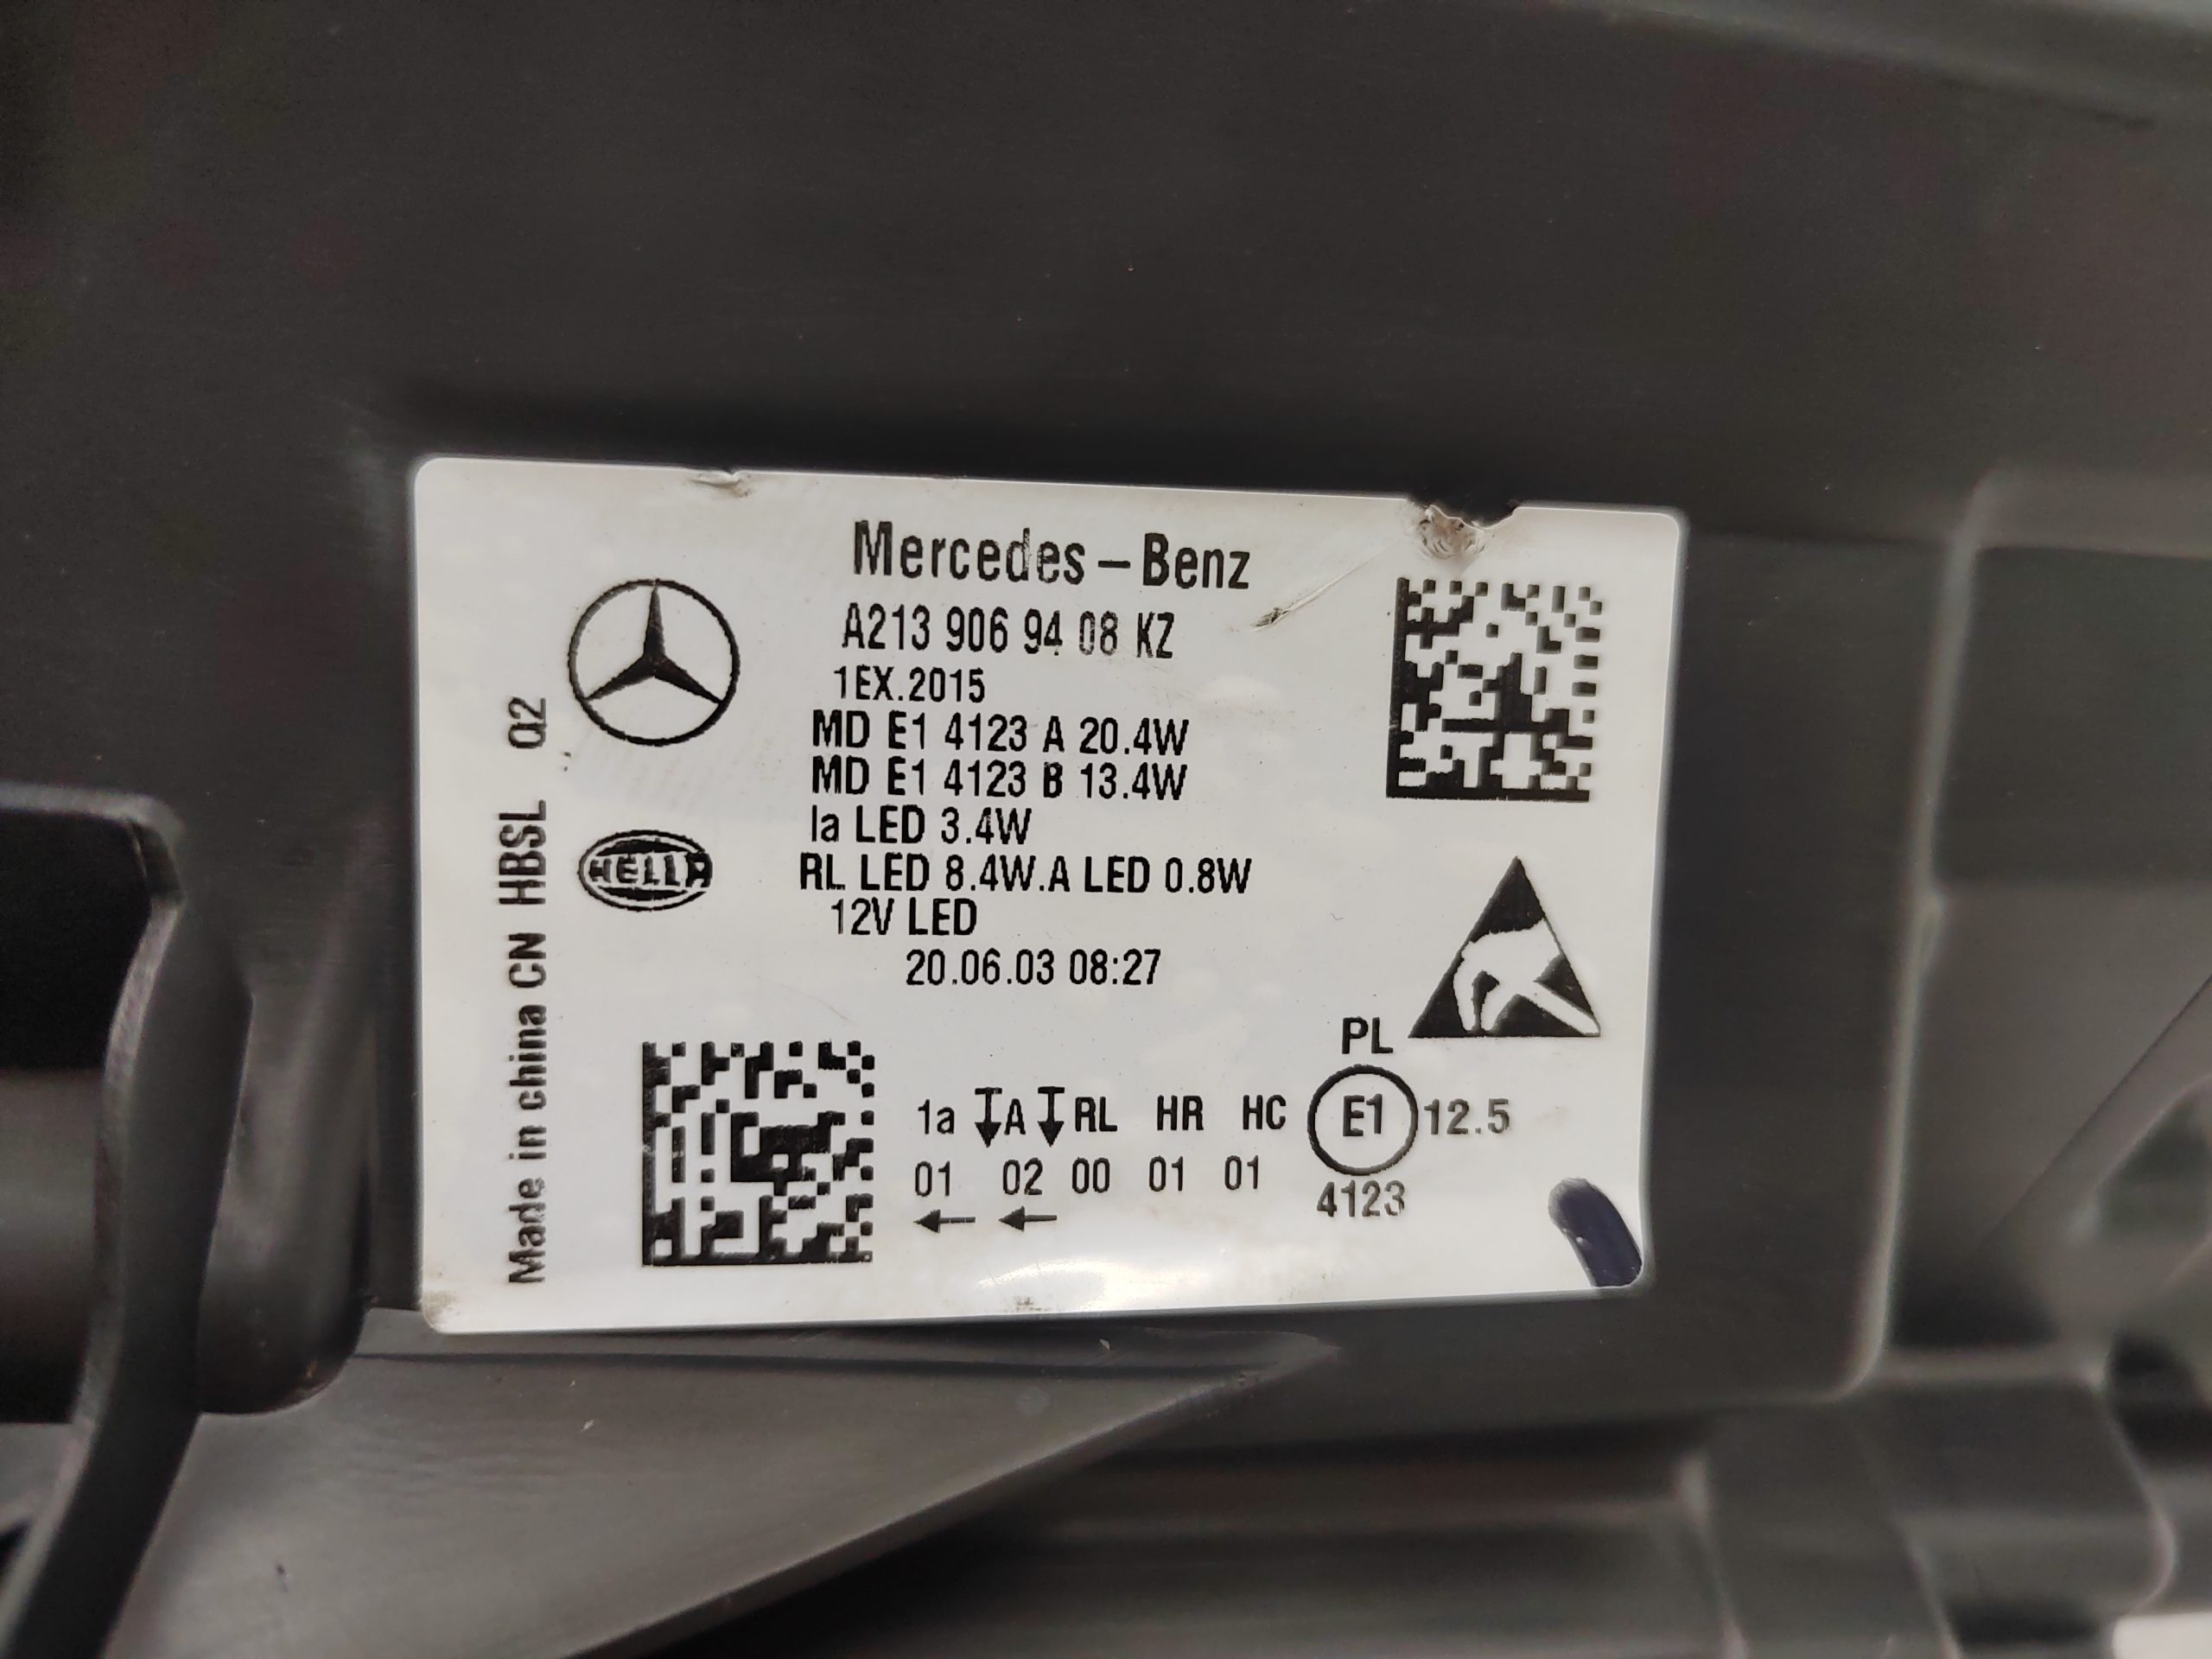 Mercedes-Benz
A213 906 94 08 KZ
1EX.2015
MD E1 4123 A 20.4W
MD E1 4123 B 13.4W
la LED 3.4W
RL LED 8.4W.A LED 0.8W
12V LED
20.06.03 08:27
HELLA
Made in china CN HBSL Q2
PL
1a A RL HR HC E1 12.5
01 02 00 01 01
4123